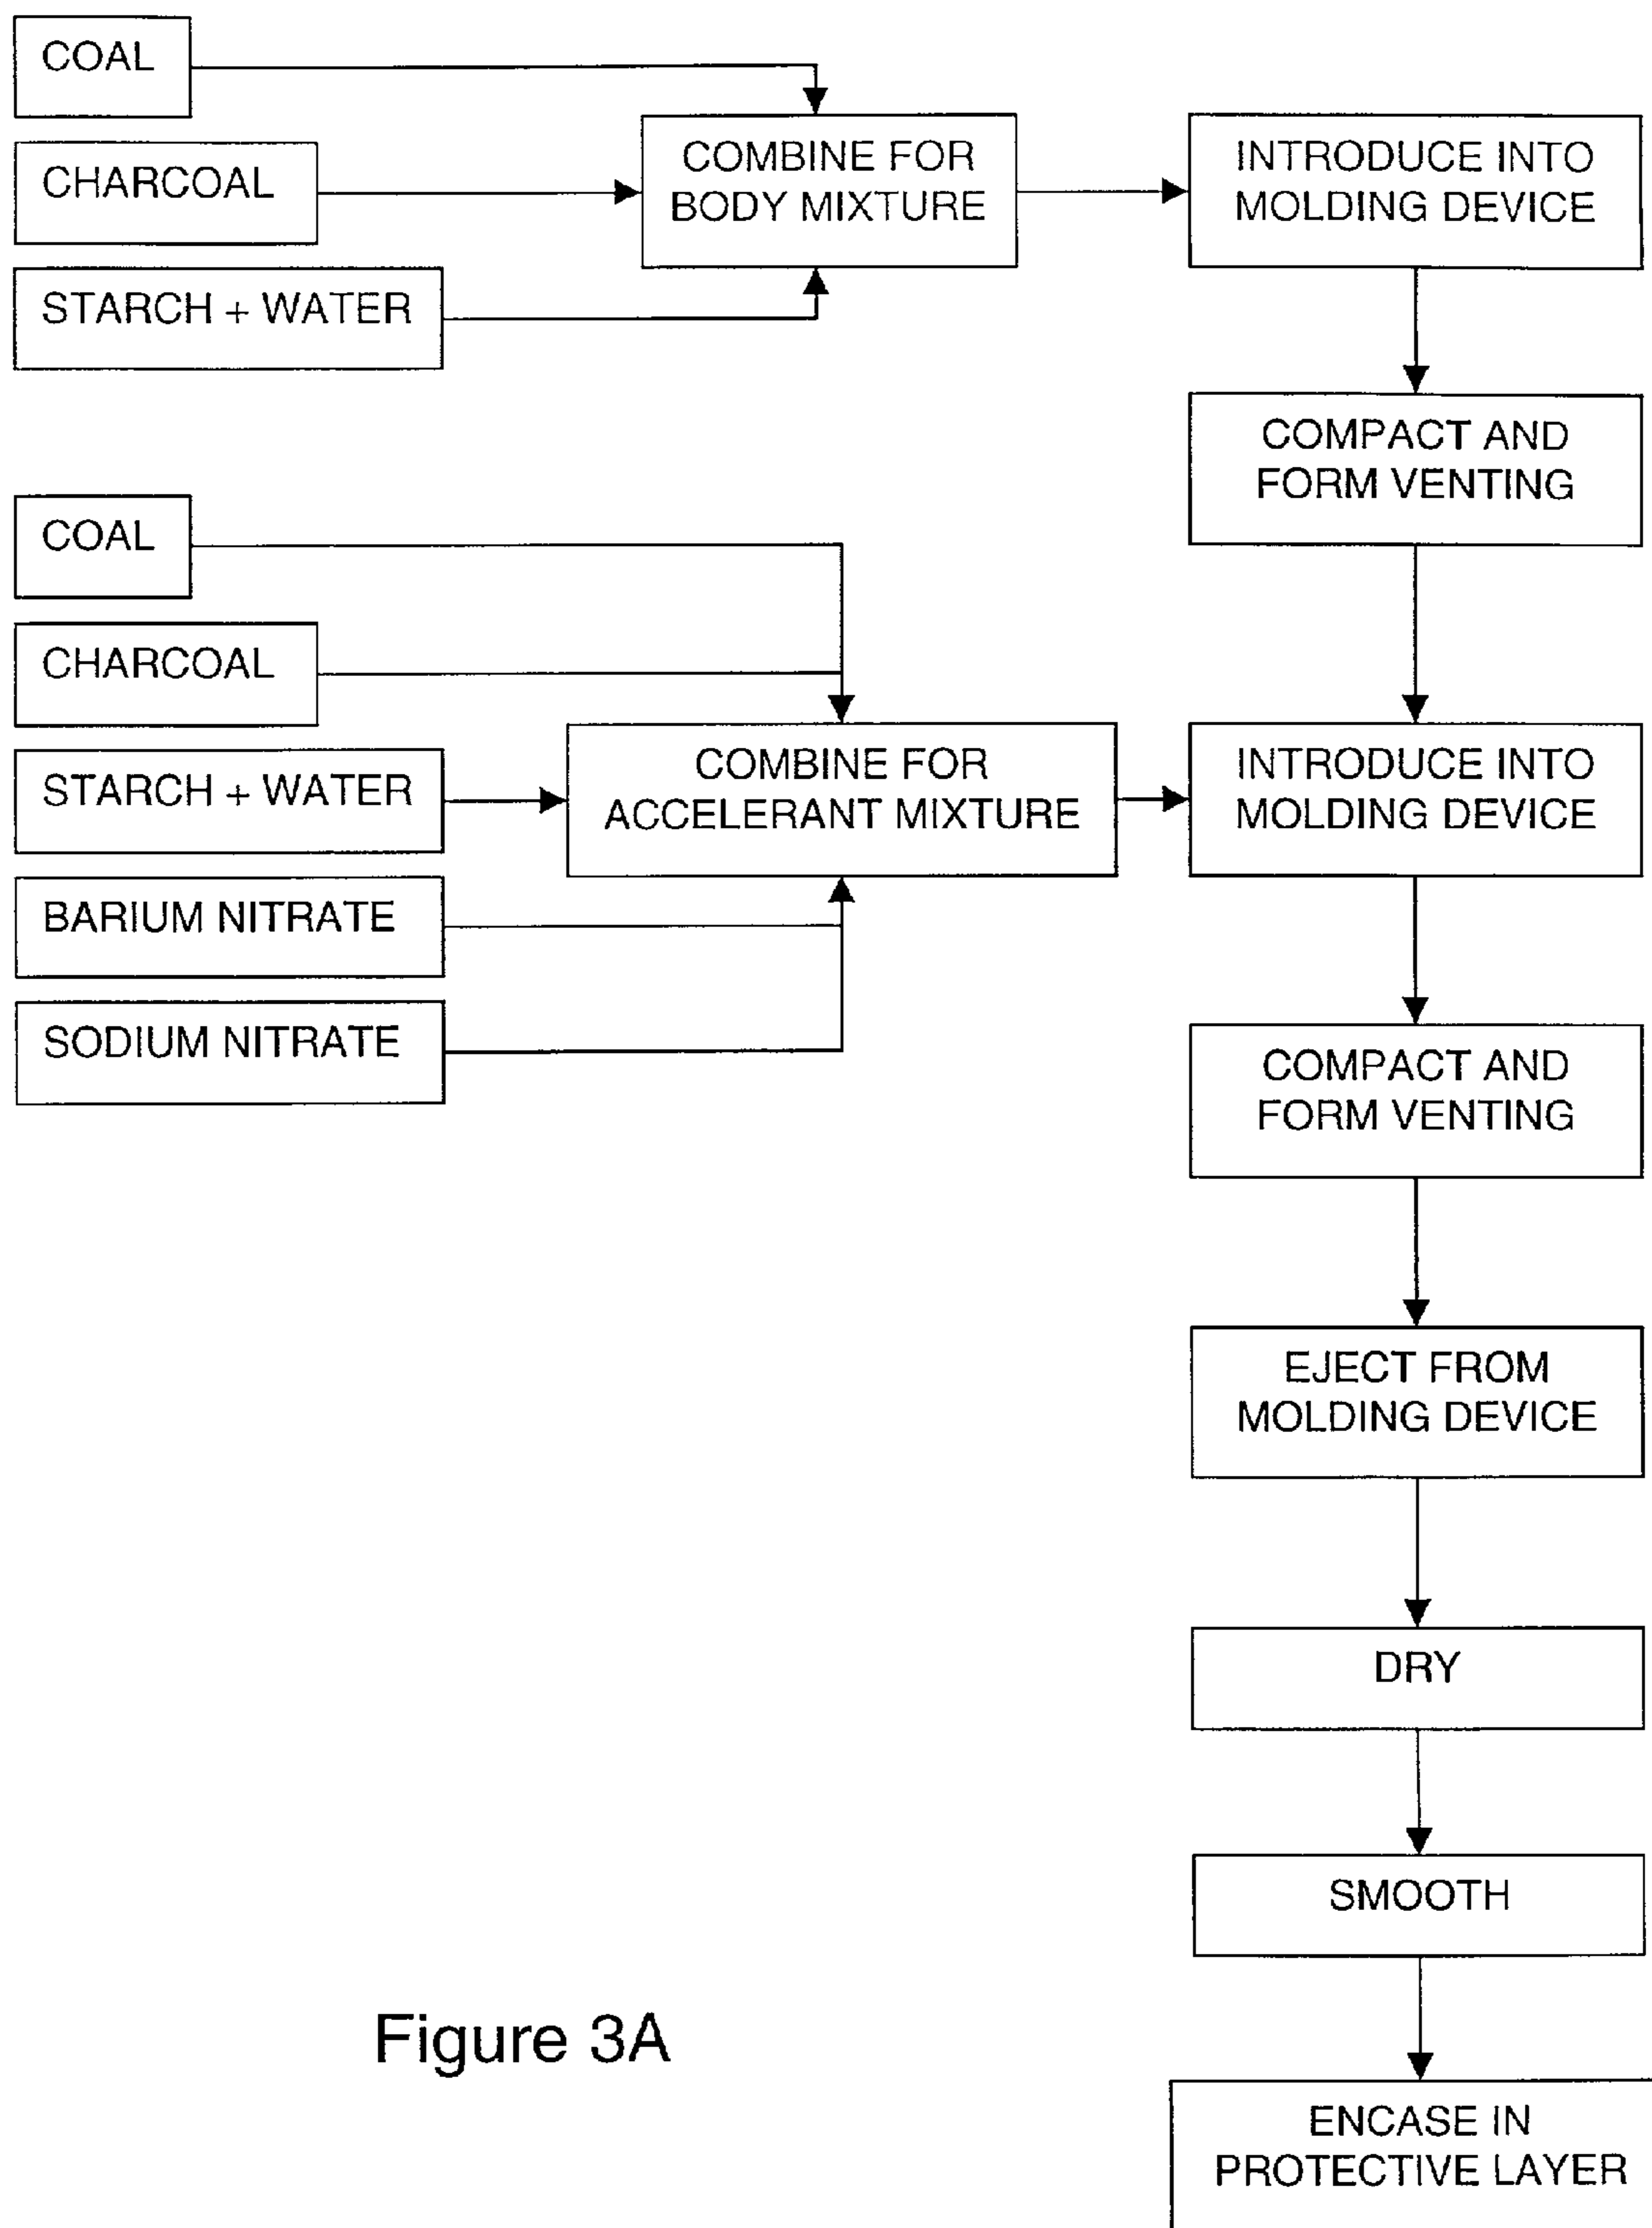 COAL
CHARCOAL
STARCH + WATER
COMBINE FOR
BODY MIXTURE
INTRODUCE INTO
MOLDING DEVICE
COMPACT AND
FORM VENTING
COAL
CHARCOAL
STARCH + WATER
BARIUM NITRATE
SODIUM NITRATE
COMBINE FOR
ACCELERANT MIXTURE
INTRODUCE INTO
MOLDING DEVICE
COMPACT AND
FORM VENTING
EJECT FROM
MOLDING DEVICE
DRY
SMOOTH
ENCASE IN
PROTECTIVE LAYER
Figure 3A